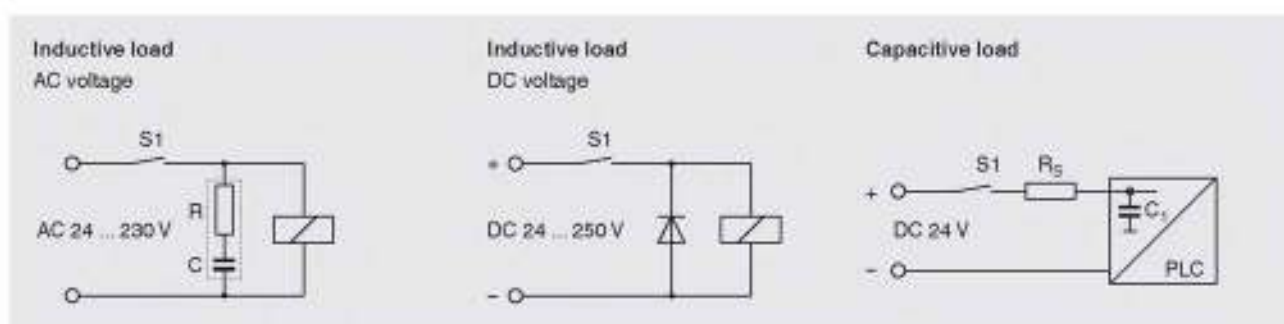 Inductive load
AC voltage
S1
R
AC 24 ... 230 V
C
Inductive load
DC voltage
S1
+
DC 24 ... 250 V
-
Capacitive load
S1
RS
+
C1
DC 24 V
-
PLC